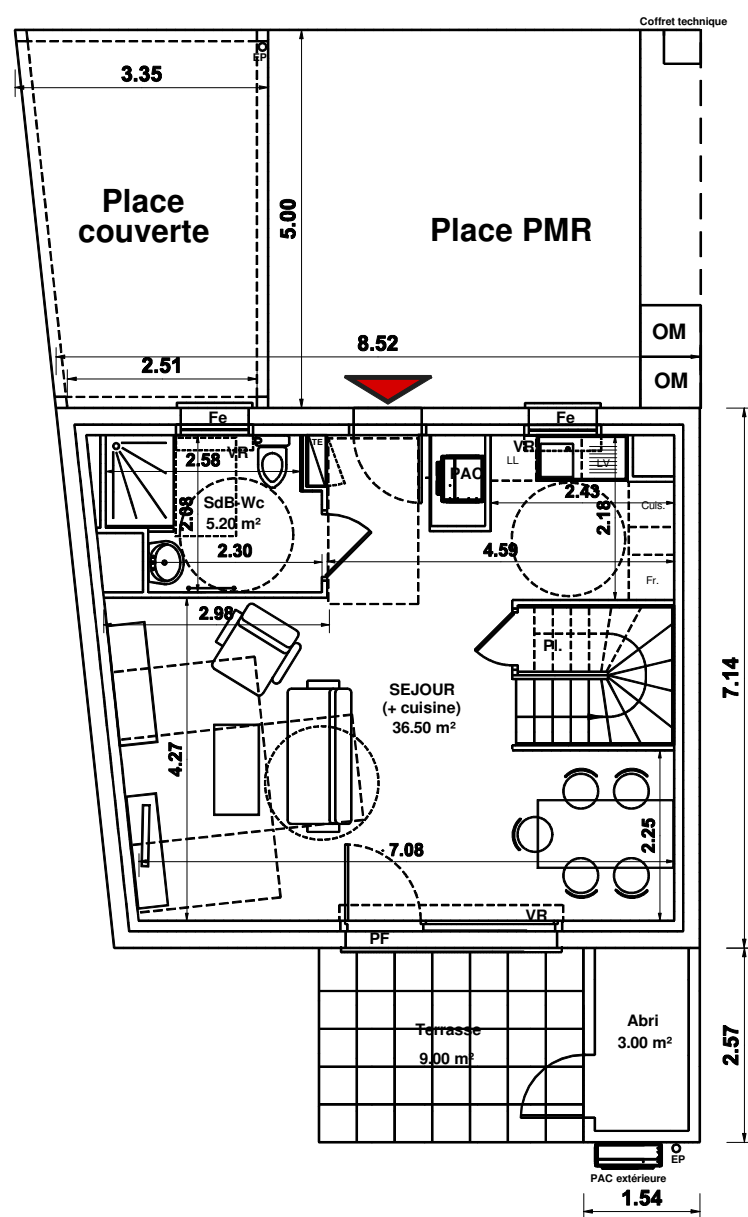 Coffret technique
EP
3.35
Place
couverte
5.00
Place PMR
OM
8.52
2.51
OM
Fe
Fe
VR
TE
VR
LL
LV
PAC
2.58
2.43
Cuis.
SdB-Wc
5.20 m²
2.08
2.18
2.30
4.59
Fr.
2.98
Pl.
SEJOUR
(+ cuisine)
36.50 m²
7.14
4.27
2.25
7.08
VR
PF
Terrasse
9.00 m²
Abri
3.00 m²
2.57
EP
PAC extérieure
1.54